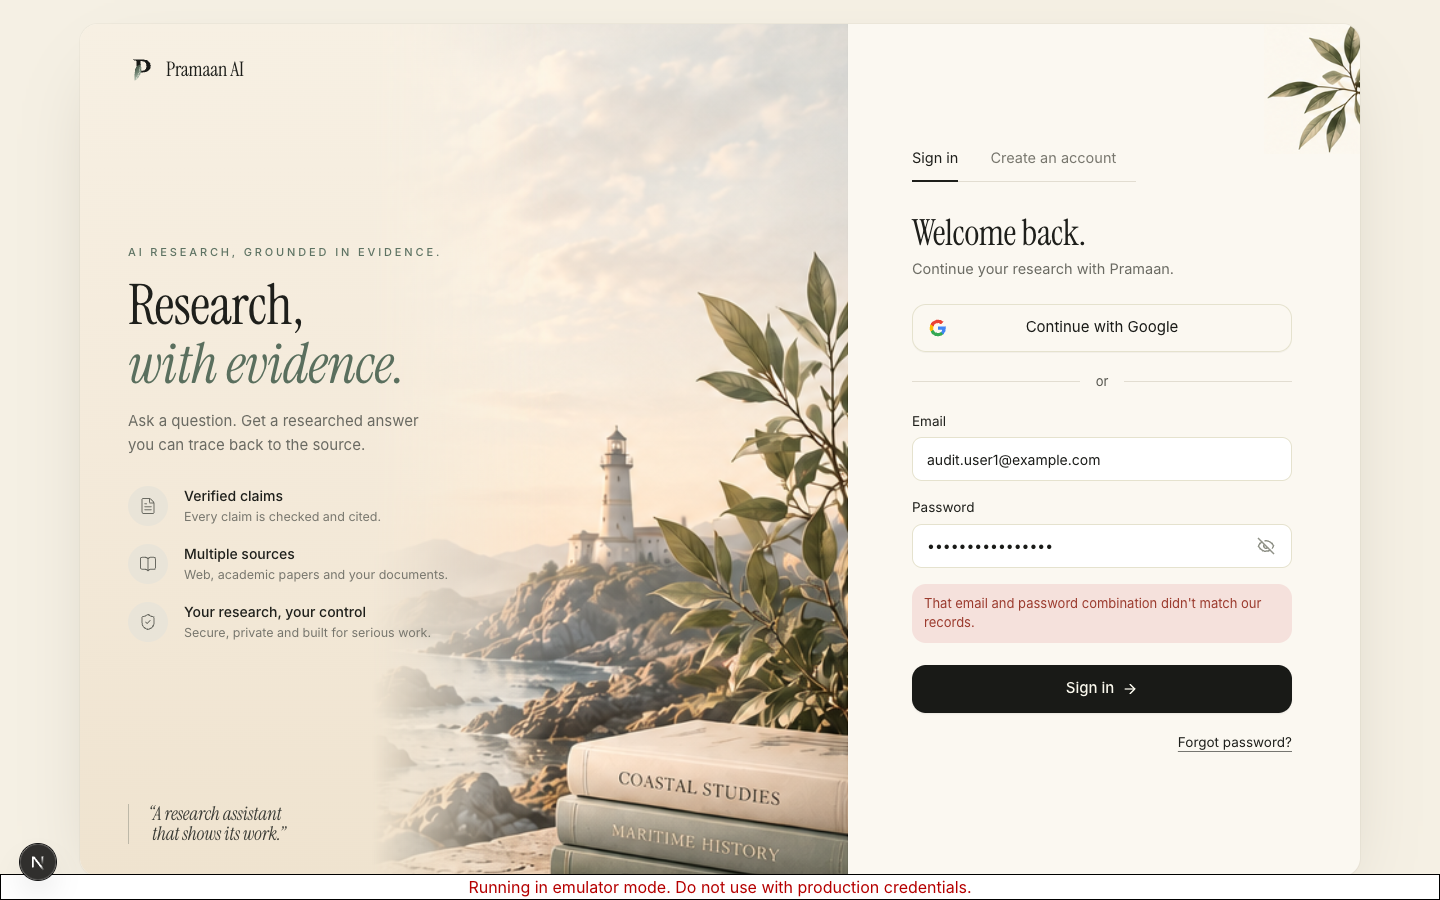 Pramaan AI
AI RESEARCH, GROUNDED IN EVIDENCE.
Research,
with evidence.
Ask a question. Get a researched answer
you can trace back to the source.
Verified claims
Every claim is checked and cited.
Multiple sources
Web, academic papers and your documents.
Your research, your control
Secure, private and built for serious work.
“A research assistant
that shows its work.”
COASTAL STUDIES
MARITIME HISTORY
Sign in
Create an account
Welcome back.
Continue your research with Pramaan.
Continue with Google
or
Email
audit.user1@example.com
Password
••••••••••••••••
That email and password combination didn't match our
records.
Sign in →
Forgot password?
N
Running in emulator mode. Do not use with production credentials.